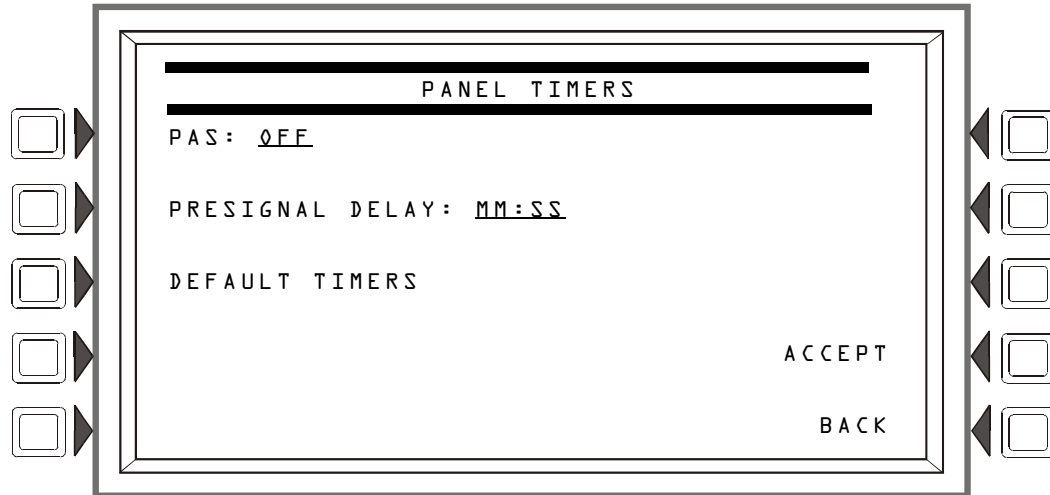 PANEL TIMERS
PAS: OFF
PRESIGNAL DELAY: MM:SS
DEFAULT TIMERS
ACCEPT
BACK